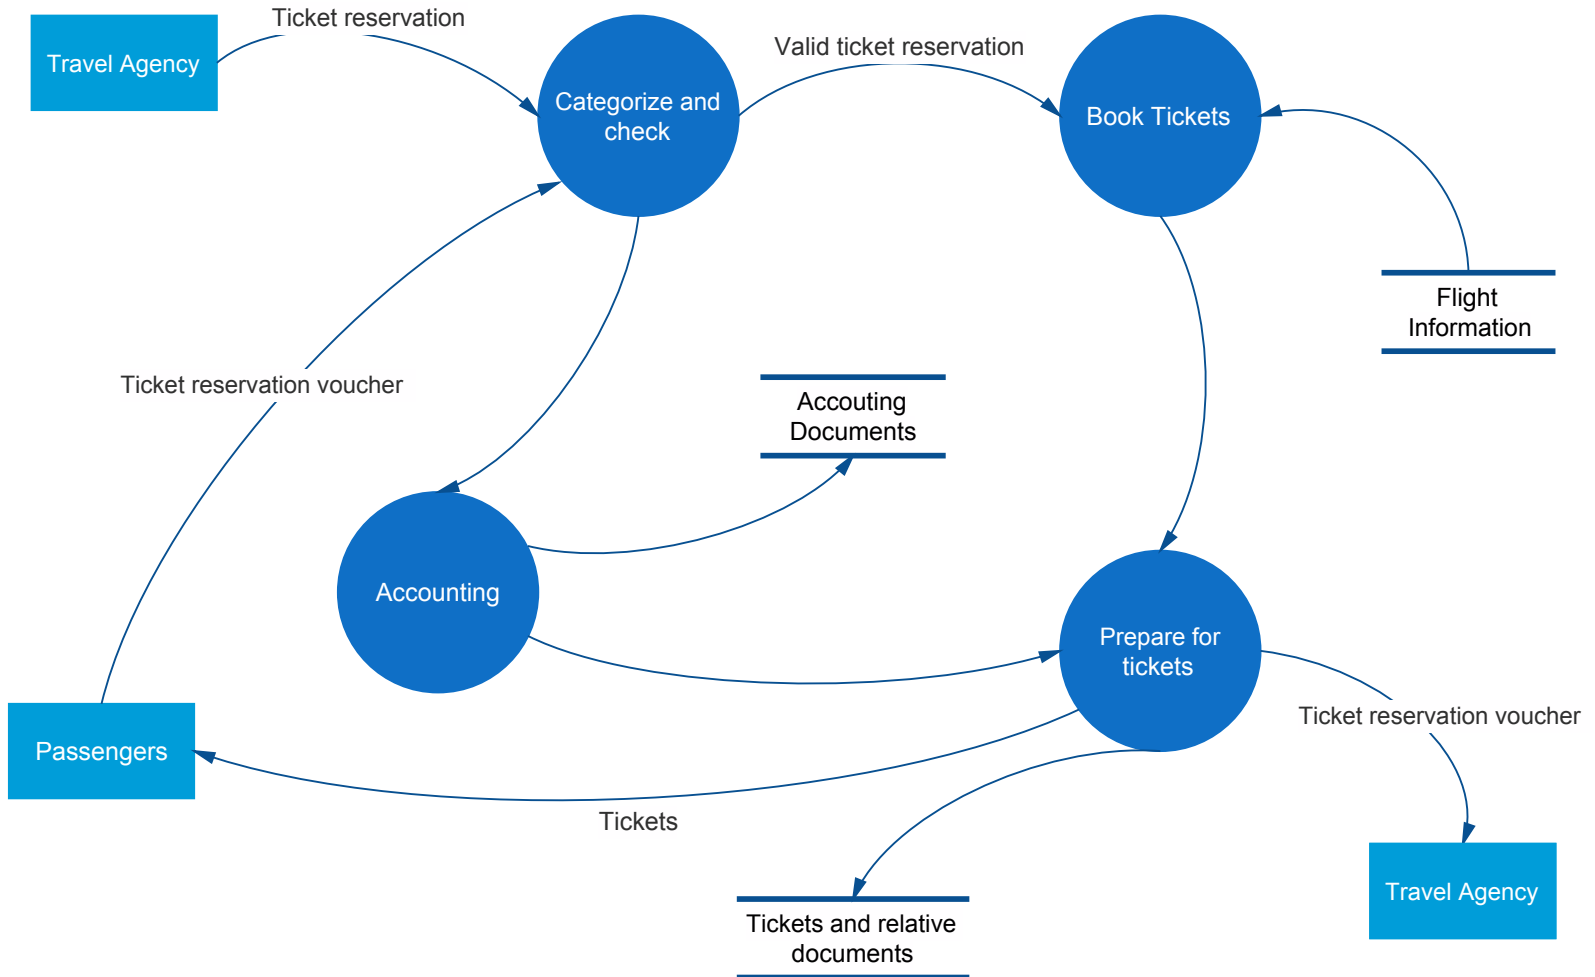 Ticket reservation
Travel Agency
Valid ticket reservation
Categorize and
check
Book Tickets
Flight
Information
Ticket reservation voucher
Accouting
Documents
Accounting
Prepare for
tickets
Ticket reservation voucher
Passengers
Tickets
Travel Agency
Tickets and relative
documents